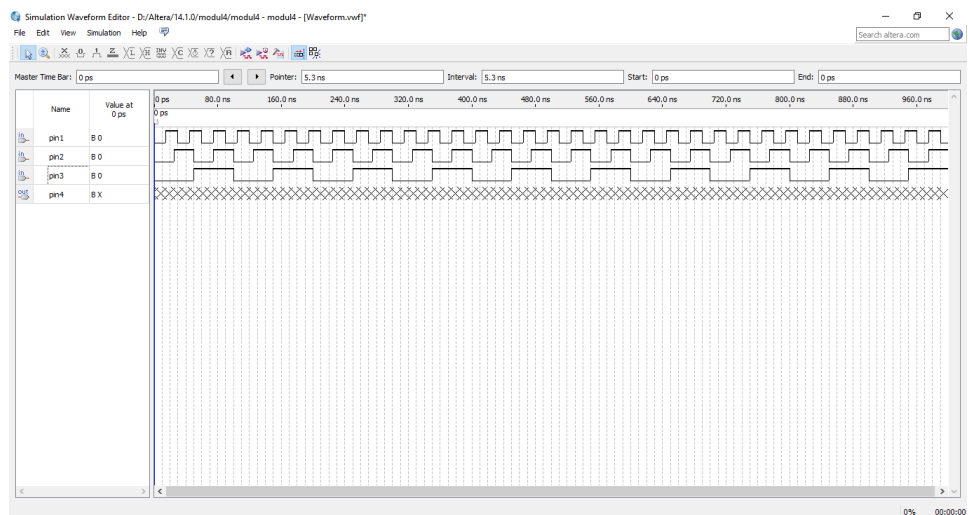 Simulation Waveform Editor - D:/Altera/14.1.0/modul4/modul4 - modul4 - [Waveform.vwf]*
File Edit View Simulation Help
Search altera.com
Master Time Bar: 0 ps Pointer: 5.3 ns Interval: 5.3 ns Start: 0 ps End: 0 ps
Name Value at 0 ps
0 ps 80.0 ns 160.0 ns 240.0 ns 320.0 ns 400.0 ns 480.0 ns 560.0 ns 640.0 ns 720.0 ns 800.0 ns 880.0 ns 960.0 ns
0 ps
in pin1 B 0
in pin2 B 0
in pin3 B 0
out pin4 B X
0% 00:00:00